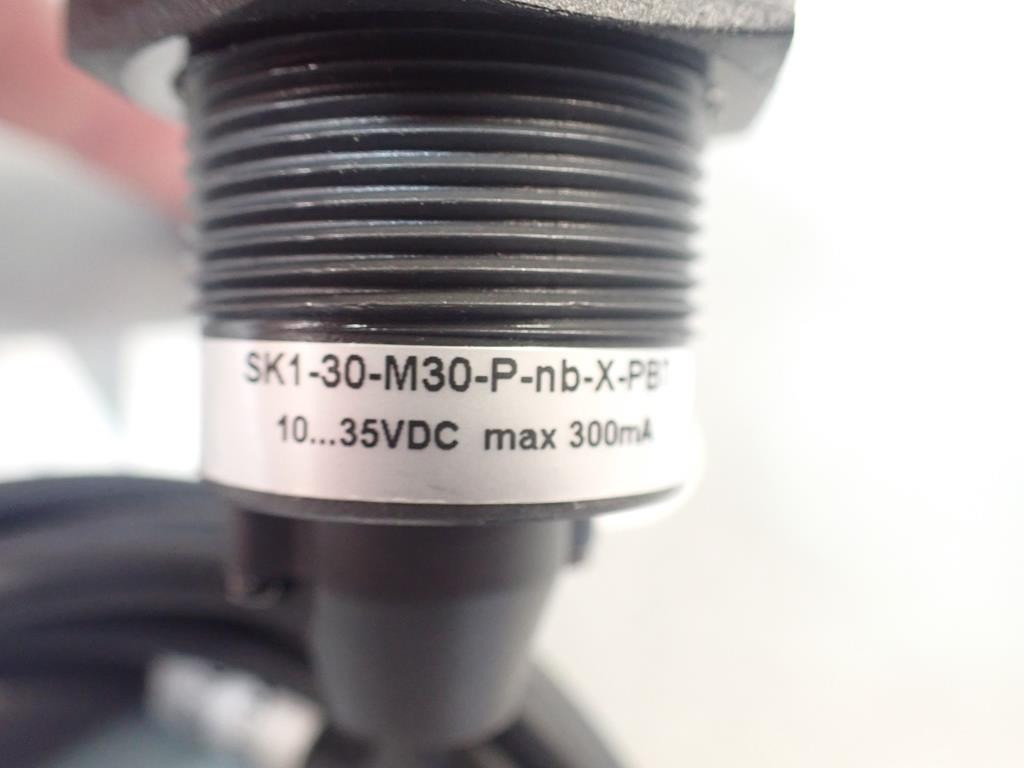 SK1-30-M30-P-nb-X-PBT
10...35VDC max 300mA